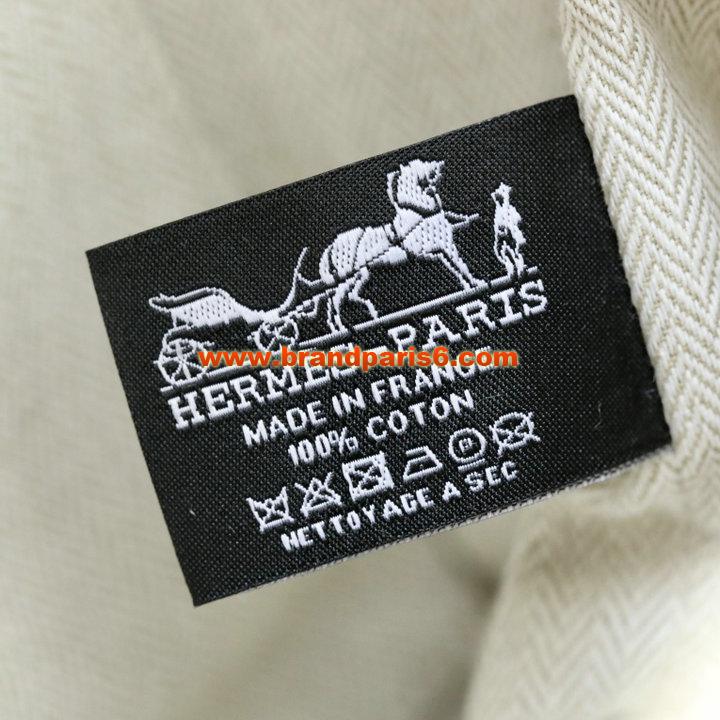 www.brandparis6.com
HERMES-PARIS
MADE IN FRANCE
100% COTON
NETTOYAGE A SEC